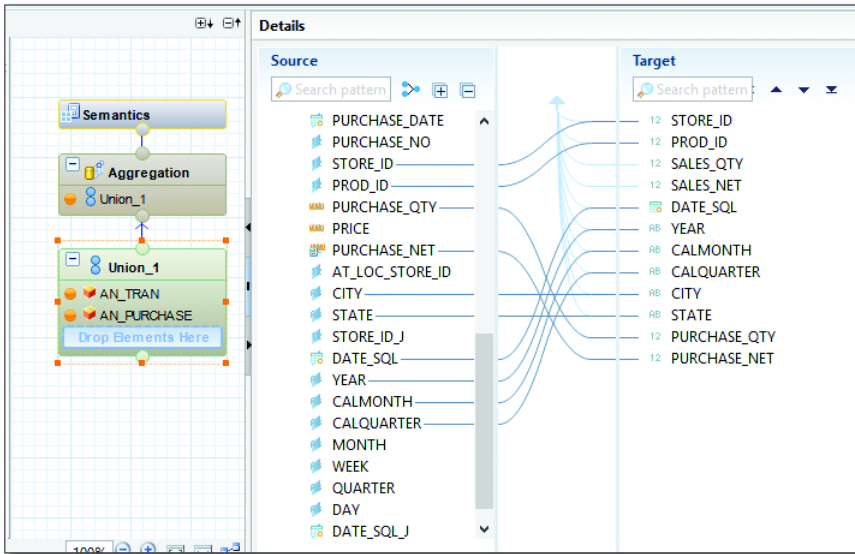 Details
Source
Target
Search pattern
Search pattern
Semantics
Aggregation
Union_1
Union_1
AN_TRAN
AN_PURCHASE
Drop Elements Here
100%
PURCHASE_DATE
PURCHASE_NO
STORE_ID
PROD_ID
PURCHASE_QTY
PRICE
PURCHASE_NET
AT_LOC_STORE_ID
CITY
STATE
STORE_ID_J
DATE_SQL
YEAR
CALMONTH
CALQUARTER
MONTH
WEEK
QUARTER
DAY
DATE_SQL_J
12 STORE_ID
12 PROD_ID
12 SALES_QTY
12 SALES_NET
DATE_SQL
AB YEAR
AB CALMONTH
AB CALQUARTER
AB CITY
AB STATE
12 PURCHASE_QTY
12 PURCHASE_NET